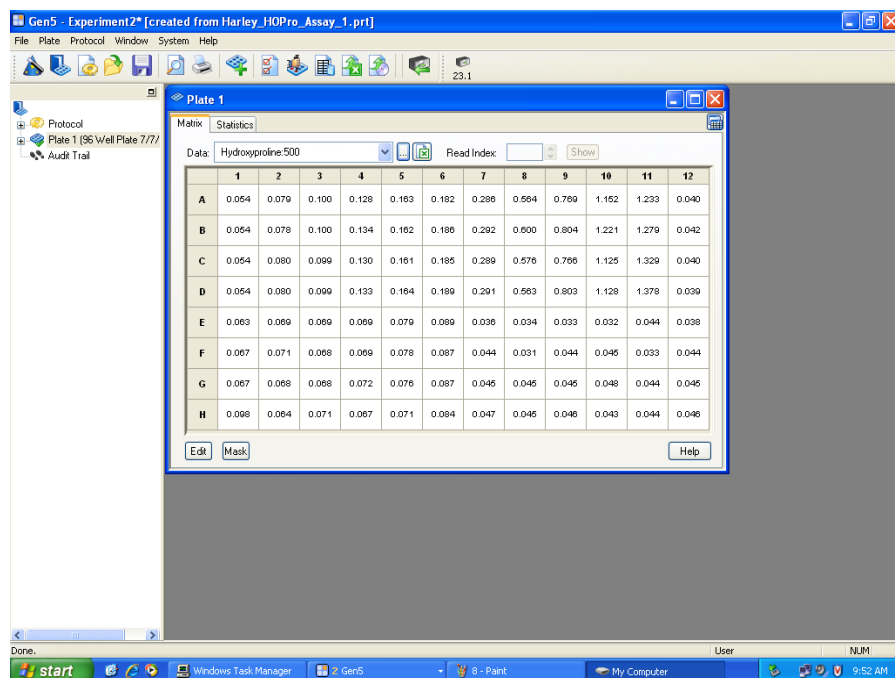 Gen5 - Experiment2* [created from Harley_HOPro_Assay_1.prt]
File Plate Protocol Window System Help
23.1
Protocol
Plate 1 (96 Well Plate 7/7/
Audit Trail
Plate 1
Matrix Statistics
Data: Hydroxyproline:500 ... Read Index: Show
1 2 3 4 5 6 7 8 9 10 11 12
A 0.054 0.079 0.100 0.128 0.163 0.182 0.286 0.564 0.769 1.152 1.233 0.040
B 0.054 0.078 0.100 0.134 0.162 0.186 0.292 0.600 0.804 1.221 1.279 0.042
C 0.054 0.080 0.099 0.130 0.161 0.185 0.289 0.576 0.766 1.125 1.329 0.040
D 0.054 0.080 0.099 0.133 0.164 0.189 0.291 0.563 0.803 1.128 1.378 0.039
E 0.063 0.069 0.069 0.069 0.079 0.089 0.036 0.034 0.033 0.032 0.044 0.038
F 0.067 0.071 0.068 0.069 0.078 0.087 0.044 0.031 0.044 0.045 0.033 0.044
G 0.067 0.068 0.068 0.072 0.076 0.087 0.045 0.045 0.045 0.048 0.044 0.045
H 0.098 0.064 0.071 0.067 0.071 0.084 0.047 0.045 0.046 0.043 0.044 0.046
Edit Mask Help
Done. User NUM
start Windows Task Manager 2 Gen5 8 - Paint My Computer 9:52 AM